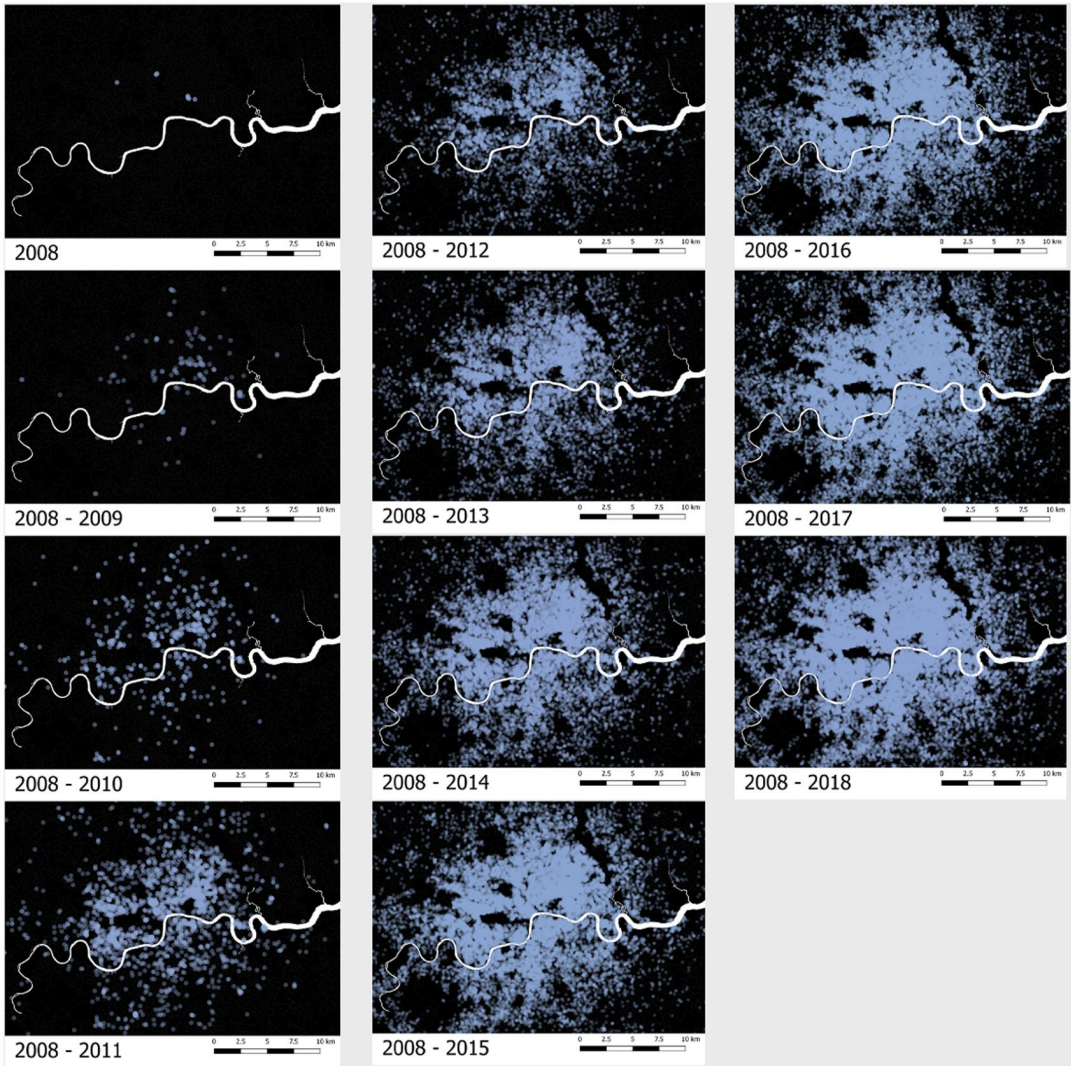 0 2.5 5 7.5 10 km
2008
0 2.5 5 7.5 10 km
2008 - 2012
0 2.5 5 7.5 10 km
2008 - 2016
0 2.5 5 7.5 10 km
2008 - 2009
0 2.5 5 7.5 10 km
2008 - 2013
0 2.5 5 7.5 10 km
2008 - 2017
0 2.5 5 7.5 10 km
2008 - 2010
0 2.5 5 7.5 10 km
2008 - 2014
0 2.5 5 7.5 10 km
2008 - 2018
0 2.5 5 7.5 10 km
2008 - 2011
0 2.5 5 7.5 10 km
2008 - 2015